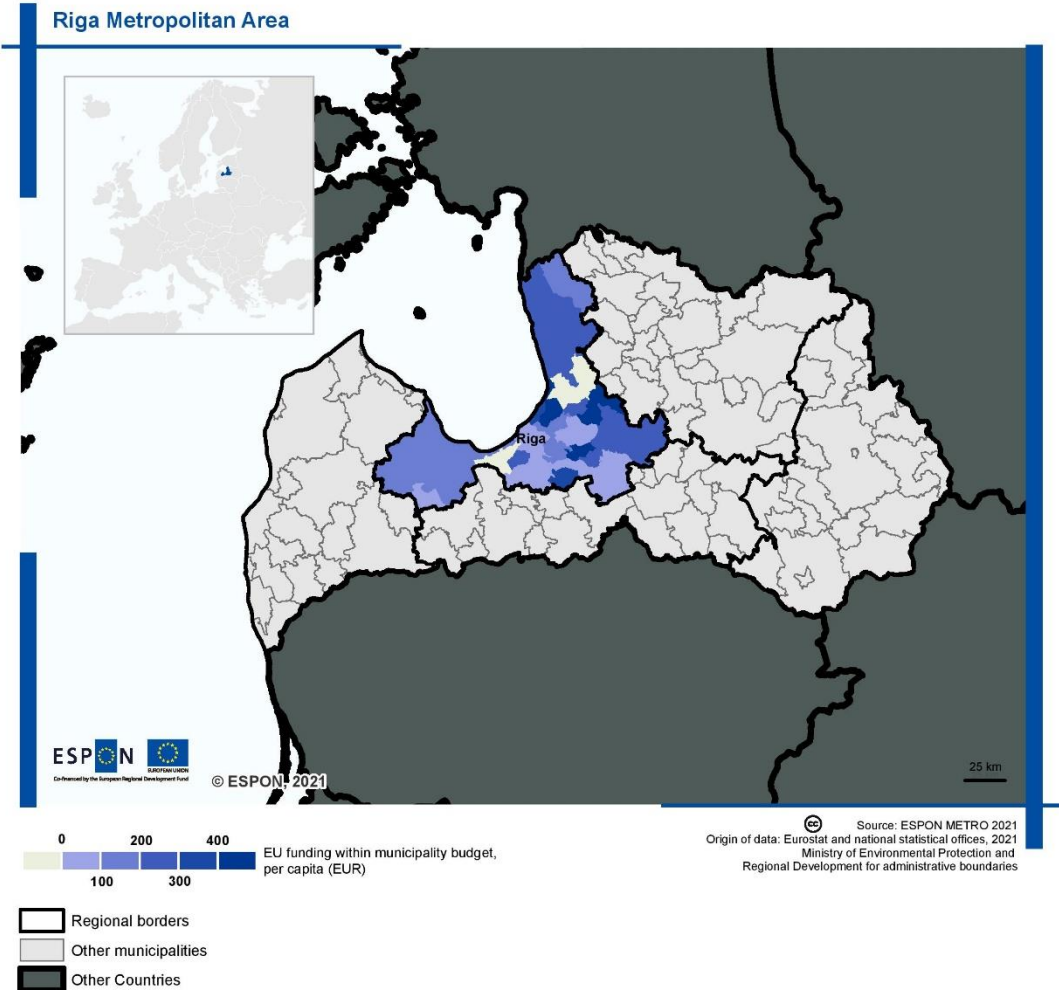 Riga Metropolitan Area
Riga
ESPON
EUROPEAN UNION
Co-financed by the European Regional Development Fund
© ESPON, 2021
25 km
0 200 400
100 300
EU funding within municipality budget,
per capita (EUR)
cc
Source: ESPON METRO 2021
Origin of data: Eurostat and national statistical offices, 2021
Ministry of Environmental Protection and
Regional Development for administrative boundaries
Regional borders
Other municipalities
Other Countries